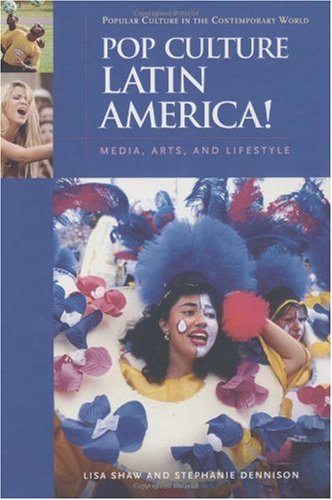 POPULAR CULTURE IN THE CONTEMPORARY WORLD
POP CULTURE
LATIN
AMERICA!
MEDIA, ARTS, AND LIFESTYLE
LISA SHAW AND STEPHANIE DENNISON